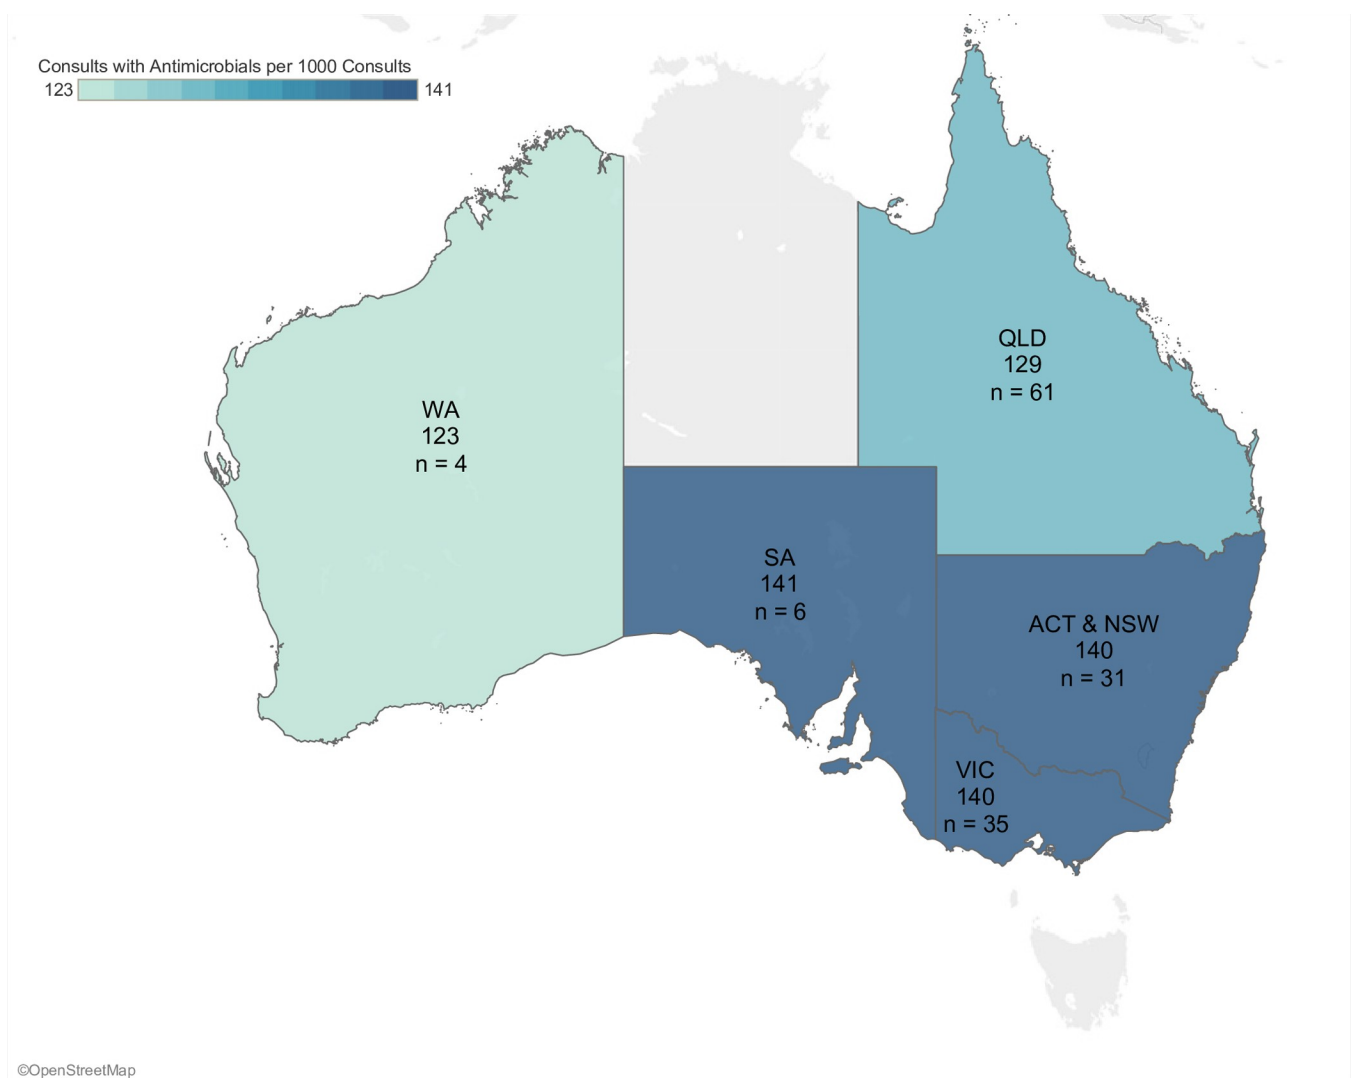 Consults with Antimicrobials per 1000 Consults
123 141
QLD
129
n = 61
WA
123
n = 4
SA
141
n = 6
ACT & NSW
140
n = 31
VIC
140
n = 35
©OpenStreetMap